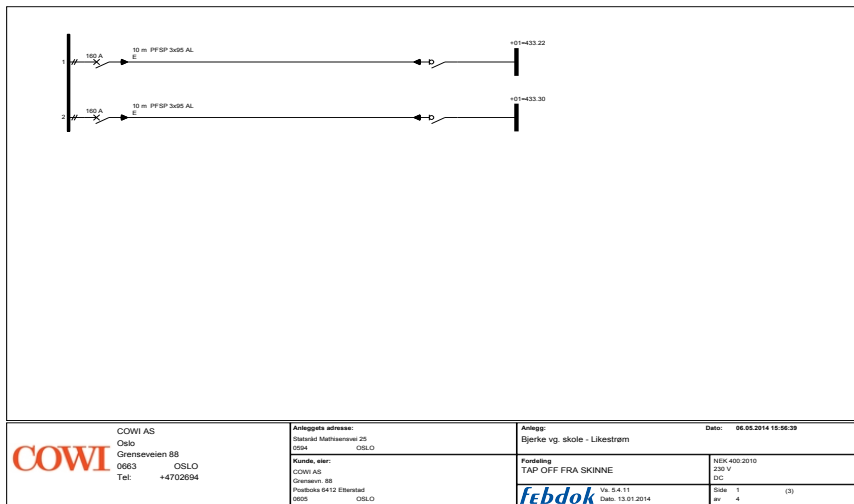 +01=433.22
10 m PFSP 3x95 AL
160 A
E
1
+01=433.30
10 m PFSP 3x95 AL
160 A
E
2
COWI
COWI AS
Oslo
Grenseveien 88
0663 OSLO
Tel: +4702694
Anleggets adresse:
Statsråd Mathisensvei 25
0594 OSLO
Kunde, eier:
COWI AS
Grensevn. 88
Postboks 6412 Etterstad
0605 OSLO
Anlegg:
Bjerke vg. skole - Likestrøm
Dato: 06.05.2014 15:56:39
Fordeling
TAP OFF FRA SKINNE
NEK 400:2010
230 V
DC
febdok
Vs. 5.4.11
Dato. 13.01.2014
Side 1 (3)
av 4